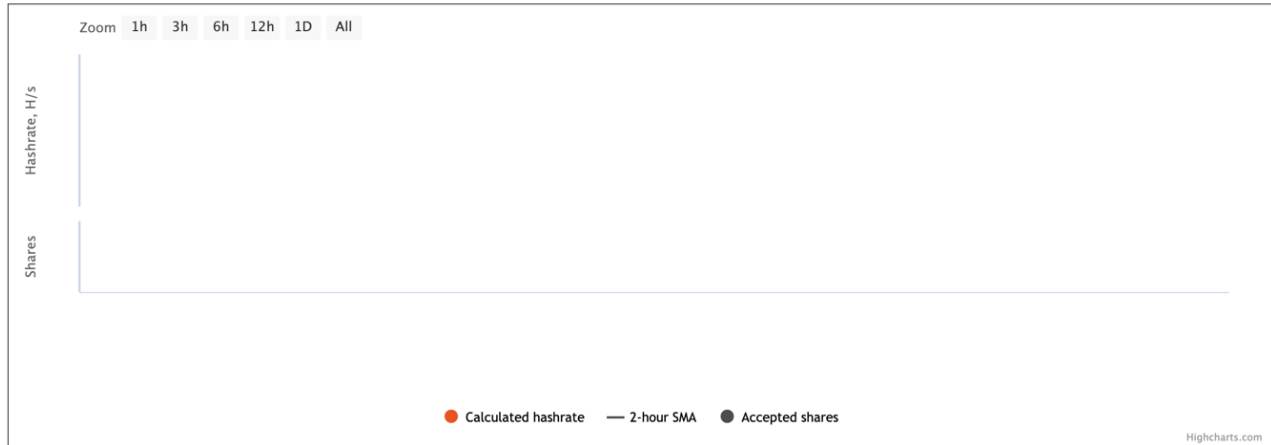 Zoom 1h 3h 6h 12h 1D All
Hashrate, H/s
Shares
Calculated hashrate 2-hour SMA Accepted shares
Highcharts.com